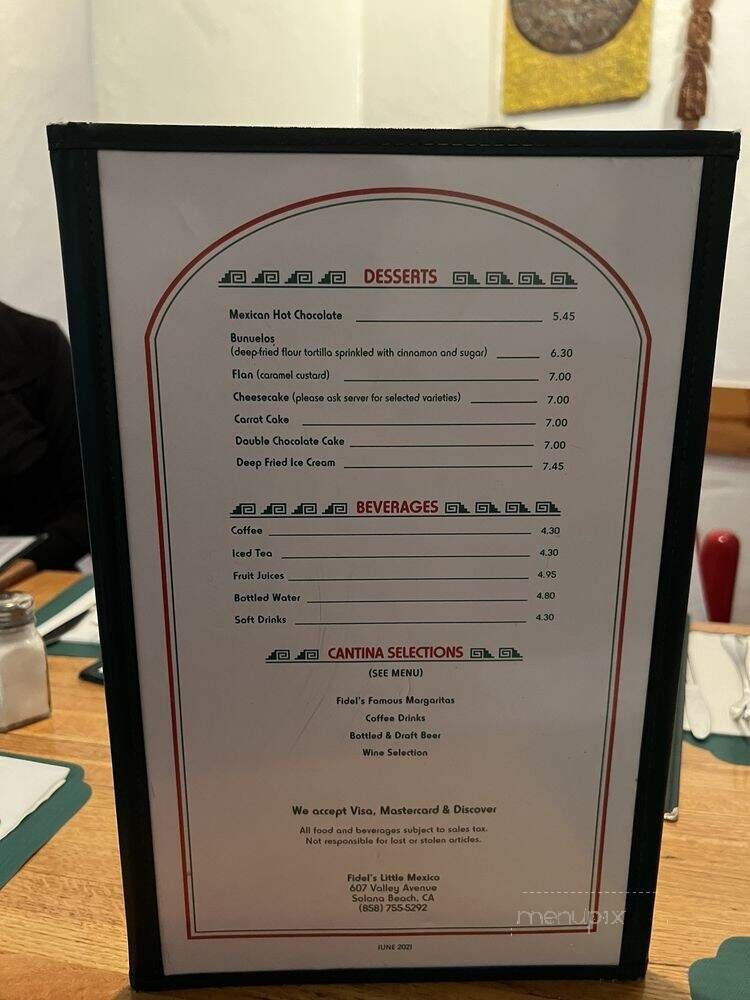 DESSERTS
Mexican Hot Chocolate 5.45
Bunuelos
(deep-fried flour tortilla sprinkled with cinnamon and sugar) 6.30
Flan (caramel custard) 7.00
Cheesecake (please ask server for selected varieties) 7.00
Carrot Cake 7.00
Double Chocolate Cake 7.00
Deep Fried Ice Cream 7.45
BEVERAGES
Coffee 4.30
Iced Tea 4.30
Fruit Juices 4.95
Bottled Water 4.80
Soft Drinks 4.30
CANTINA SELECTIONS
(SEE MENU)
Fidel's Famous Margaritas
Coffee Drinks
Bottled & Draft Beer
Wine Selection
We accept Visa, Mastercard & Discover
All food and beverages subject to sales tax.
Not responsible for lost or stolen articles.
Fidel's Little Mexico
607 Valley Avenue
Solana Beach, CA
(858) 755-5292
menupix
JUNE 2021